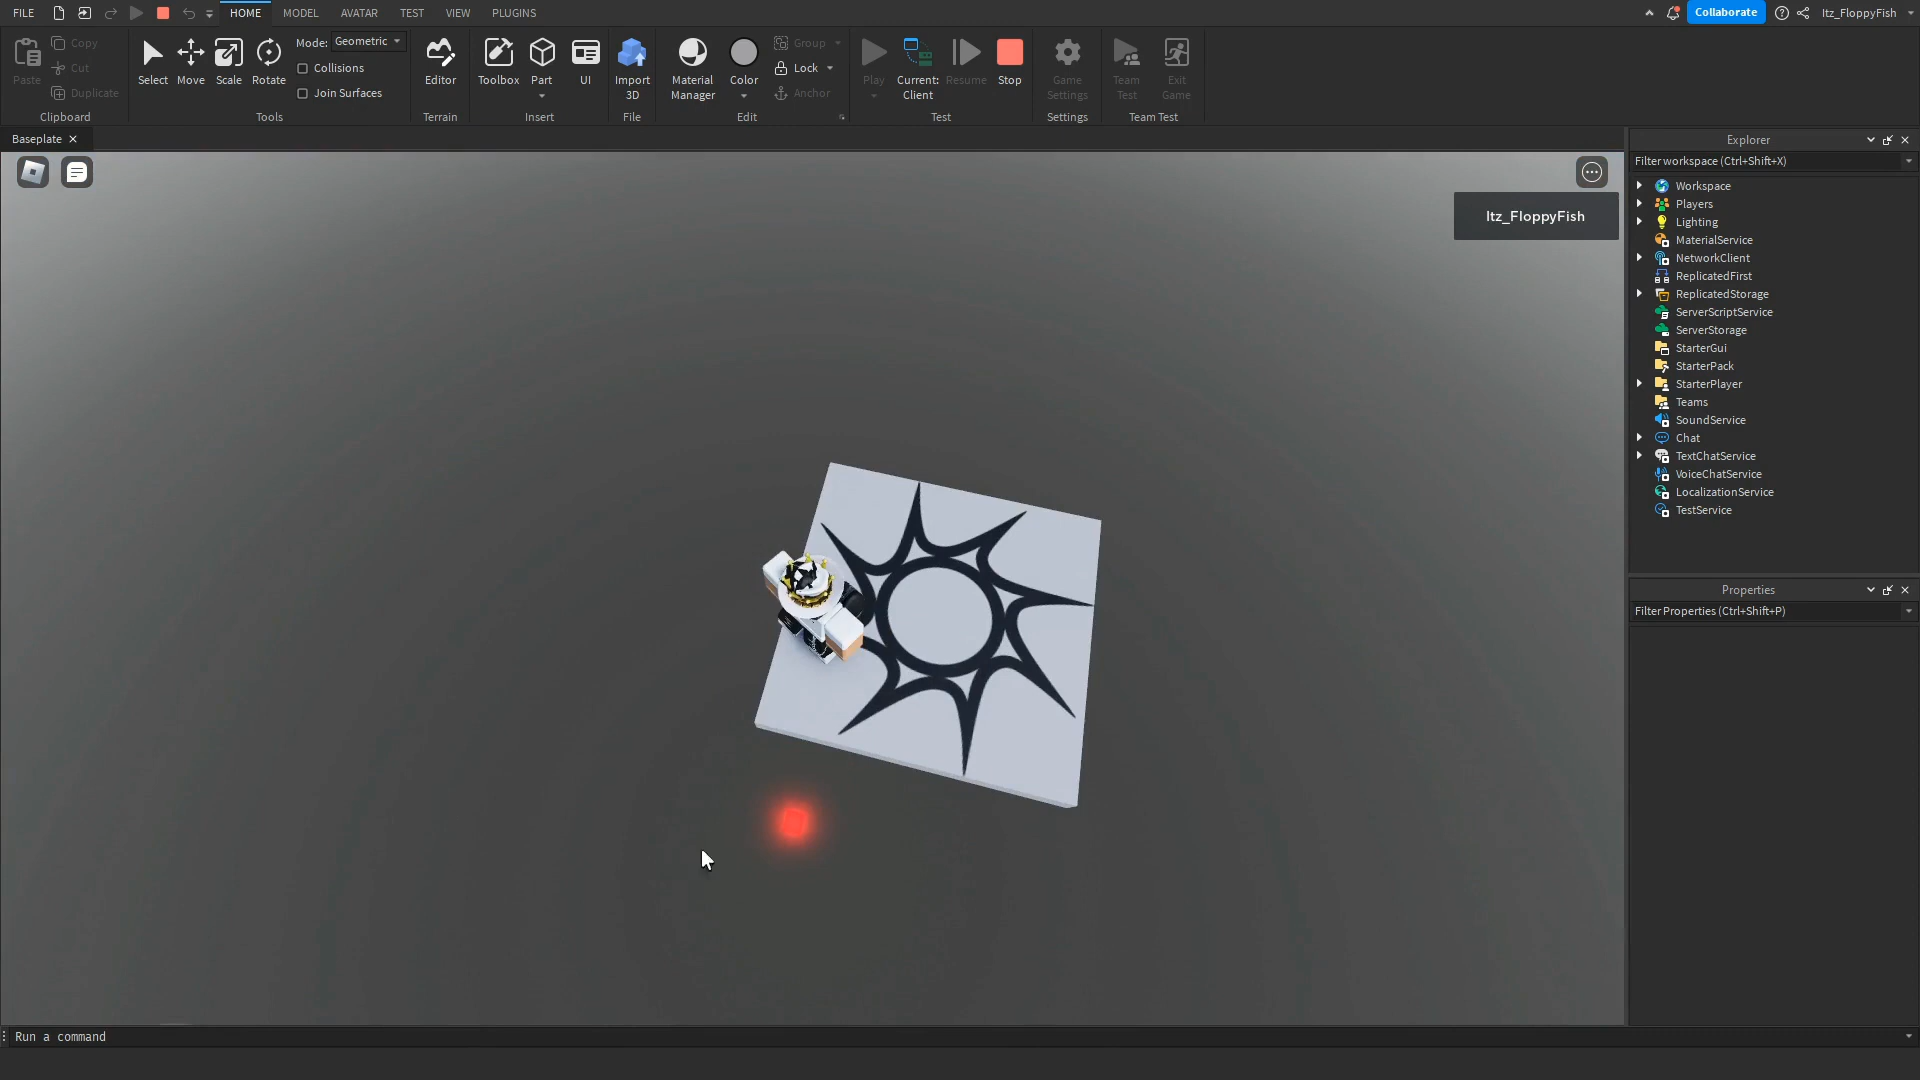 FILE HOME MODEL AVATAR TEST VIEW PLUGINS Collaborate Itz_FloppyFish
Paste
Copy
Cut
Duplicate
Clipboard
Select Move Scale Rotate
Mode: Geometric
Collisions
Join Surfaces
Tools
Editor
Terrain
Toolbox Part UI
Insert
Import
3D
File
Material
Manager
Color
Group
Lock
Anchor
Edit
Play
Current:
Client
Resume Stop
Test
Game
Settings
Settings
Team
Test
Exit
Game
Team Test
Baseplate
Itz_FloppyFish
Explorer
Filter workspace (Ctrl+Shift+X)
Workspace
Players
Lighting
MaterialService
NetworkClient
ReplicatedFirst
ReplicatedStorage
ServerScriptService
ServerStorage
StarterGui
StarterPack
StarterPlayer
Teams
SoundService
Chat
TextChatService
VoiceChatService
LocalizationService
TestService
Properties
Filter Properties (Ctrl+Shift+P)
Run a command